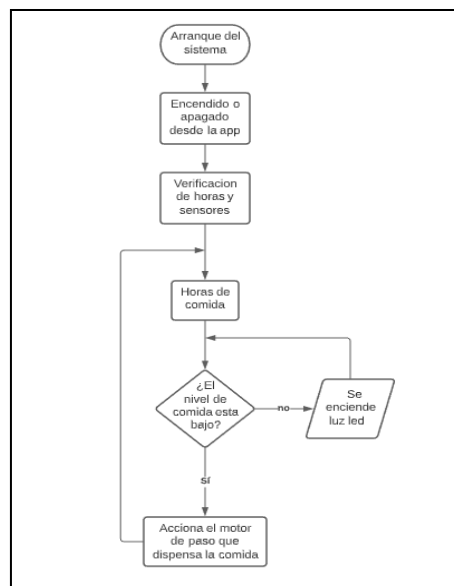 Arranque del
sistema
Encendido o
apagado
desde la app
Verificacion
de horas y
sensores
Horas de
comida
¿El
nivel de
comida esta
bajo?
no
Se
enciende
luz led
sí
Acciona el motor
de paso que
dispensa la comida